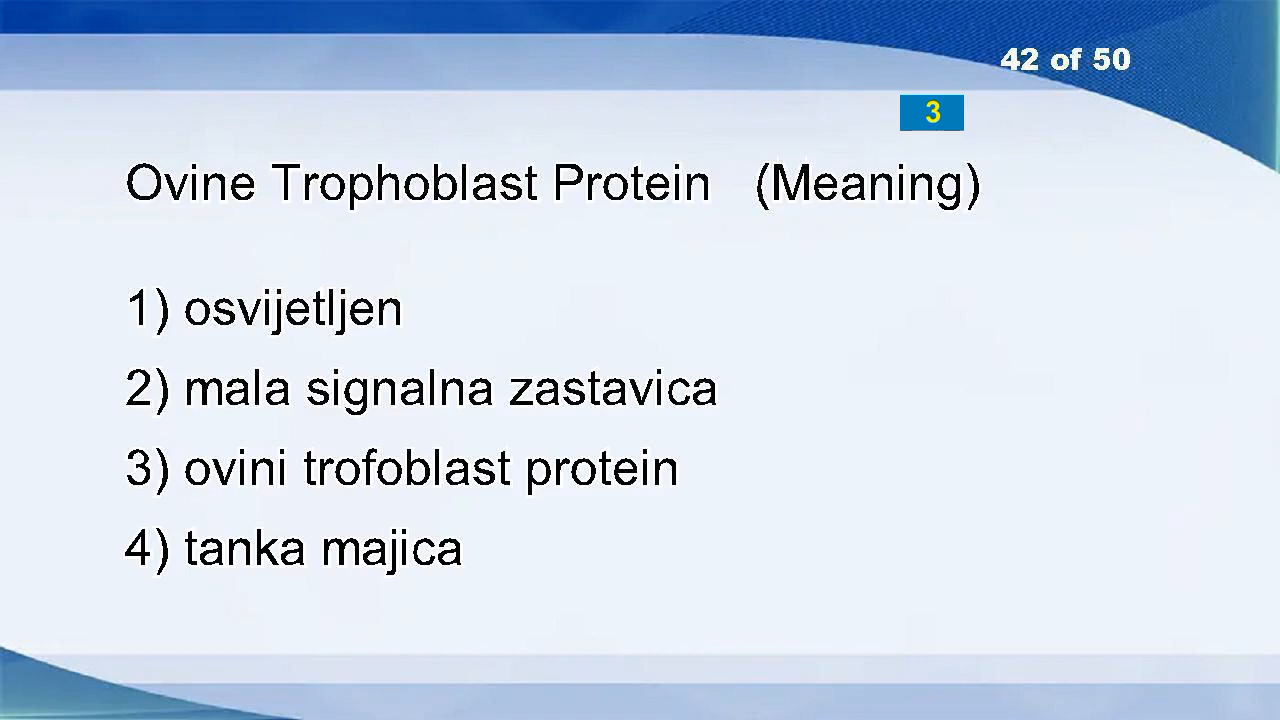 42 of 50
3
Ovine Trophoblast Protein (Meaning)
1) osvijetljen
2) mala signalna zastavica
3) ovini trofoblast protein
4) tanka majica